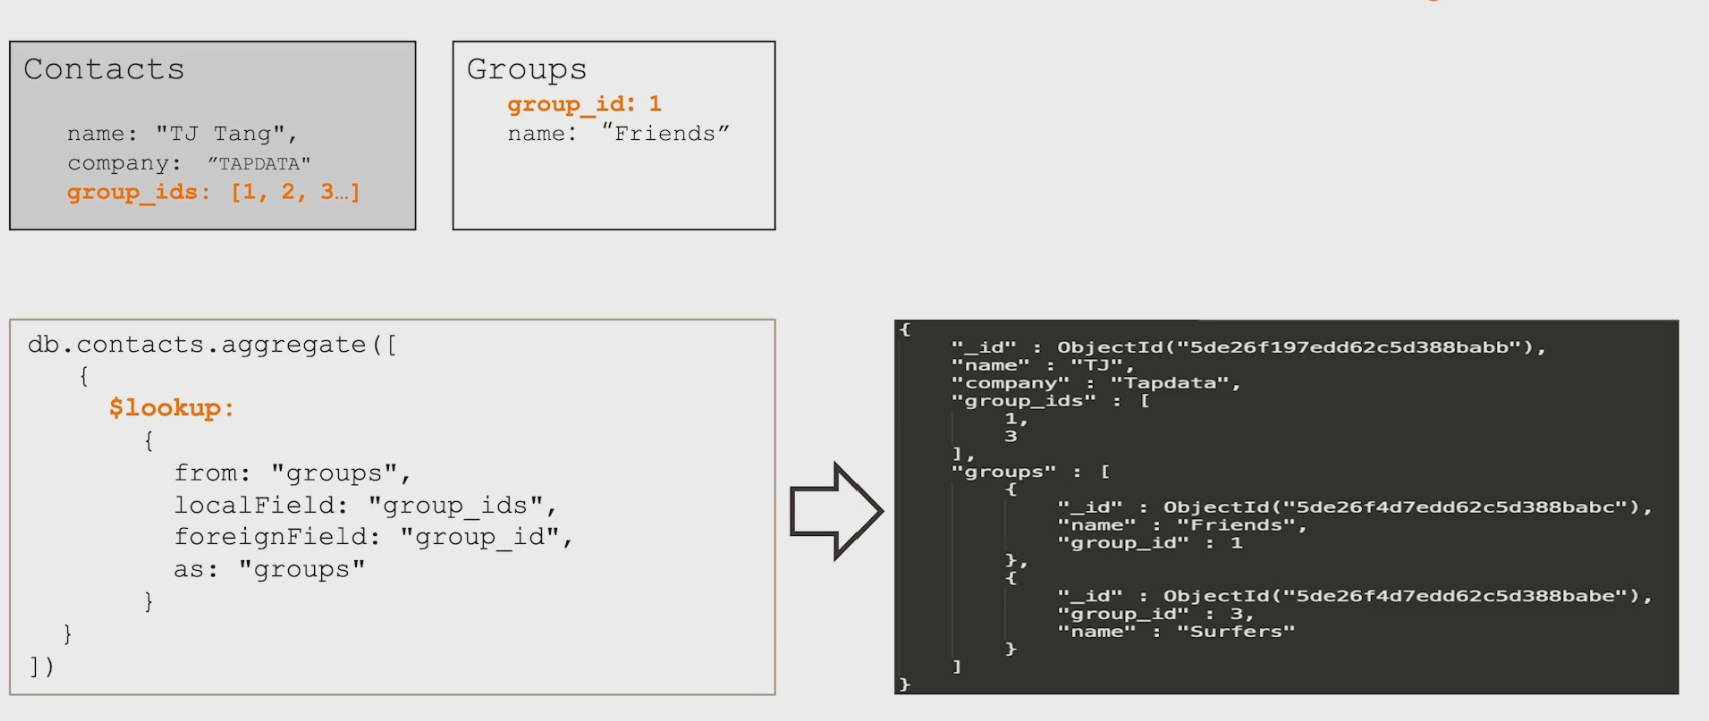 Contacts
name: "TJ Tang",
company: ”TAPDATA"
group_ids: [1, 2, 3…]
Groups
group_id: 1
name: “Friends”
db.contacts.aggregate([
{
$lookup:
{
from: "groups",
localField: "group_ids",
foreignField: "group_id",
as: "groups"
}
}
])
{
"_id" : ObjectId("5de26f197edd62c5d388babb"),
"name" : "TJ",
"company" : "Tapdata",
"group_ids" : [
1,
3
],
"groups" : [
{
"_id" : ObjectId("5de26f4d7edd62c5d388babc"),
"name" : "Friends",
"group_id" : 1
},
{
"_id" : ObjectId("5de26f4d7edd62c5d388babe"),
"group_id" : 3,
"name" : "Surfers"
}
]
}